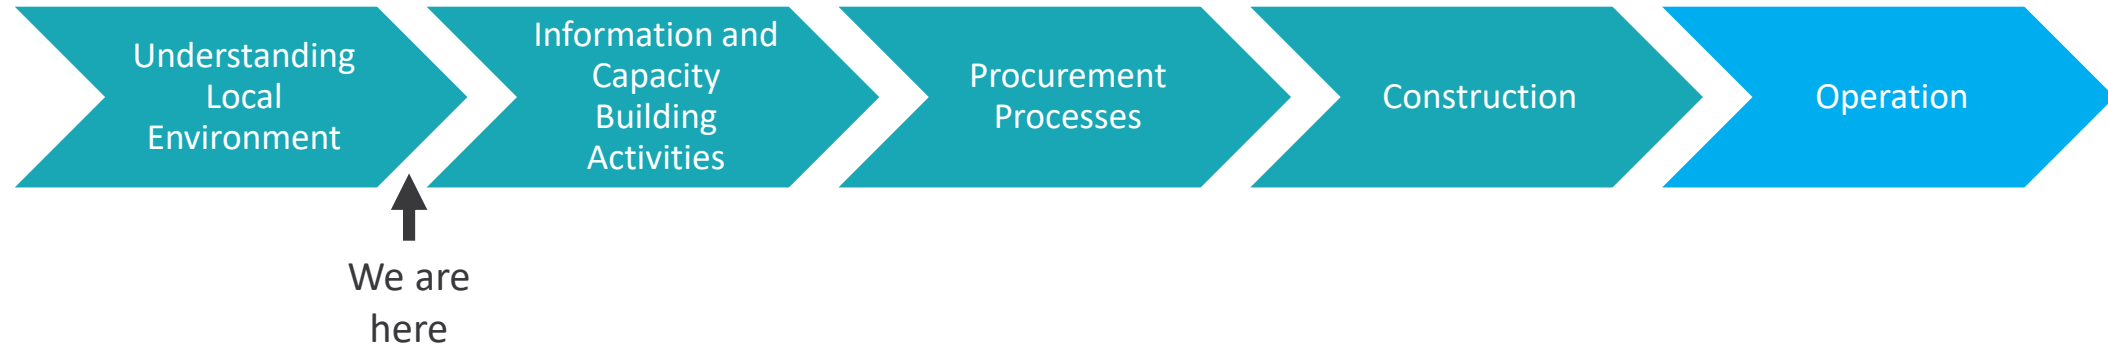 Understanding
Local
Environment
Information and
Capacity
Building
Activities
Procurement
Processes
Construction
Operation
We are
here